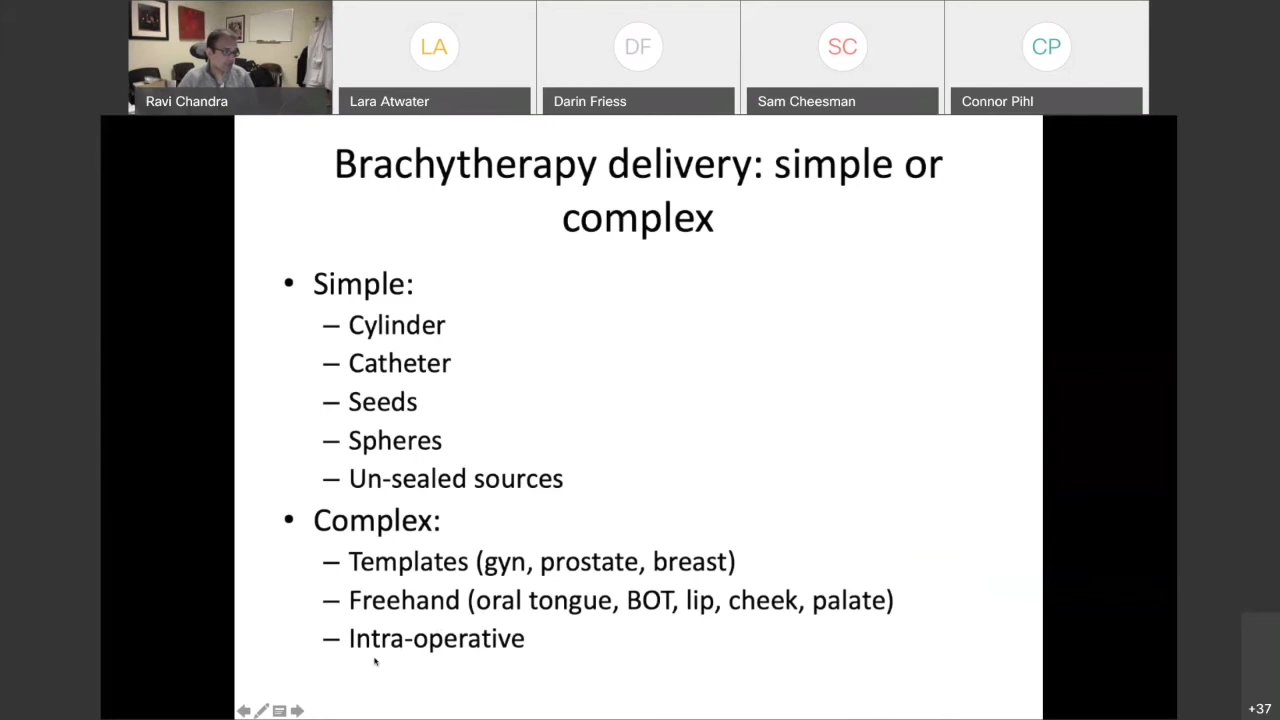 LA
DF
SC
CP
Ravi Chandra
Lara Atwater
Darin Friess
Sam Cheesman
Connor Pihl
Brachytherapy delivery: simple or
complex
• Simple:
– Cylinder
– Catheter
– Seeds
– Spheres
– Un-sealed sources
• Complex:
– Templates (gyn, prostate, breast)
– Freehand (oral tongue, BOT, lip, cheek, palate)
– Intra-operative
+37